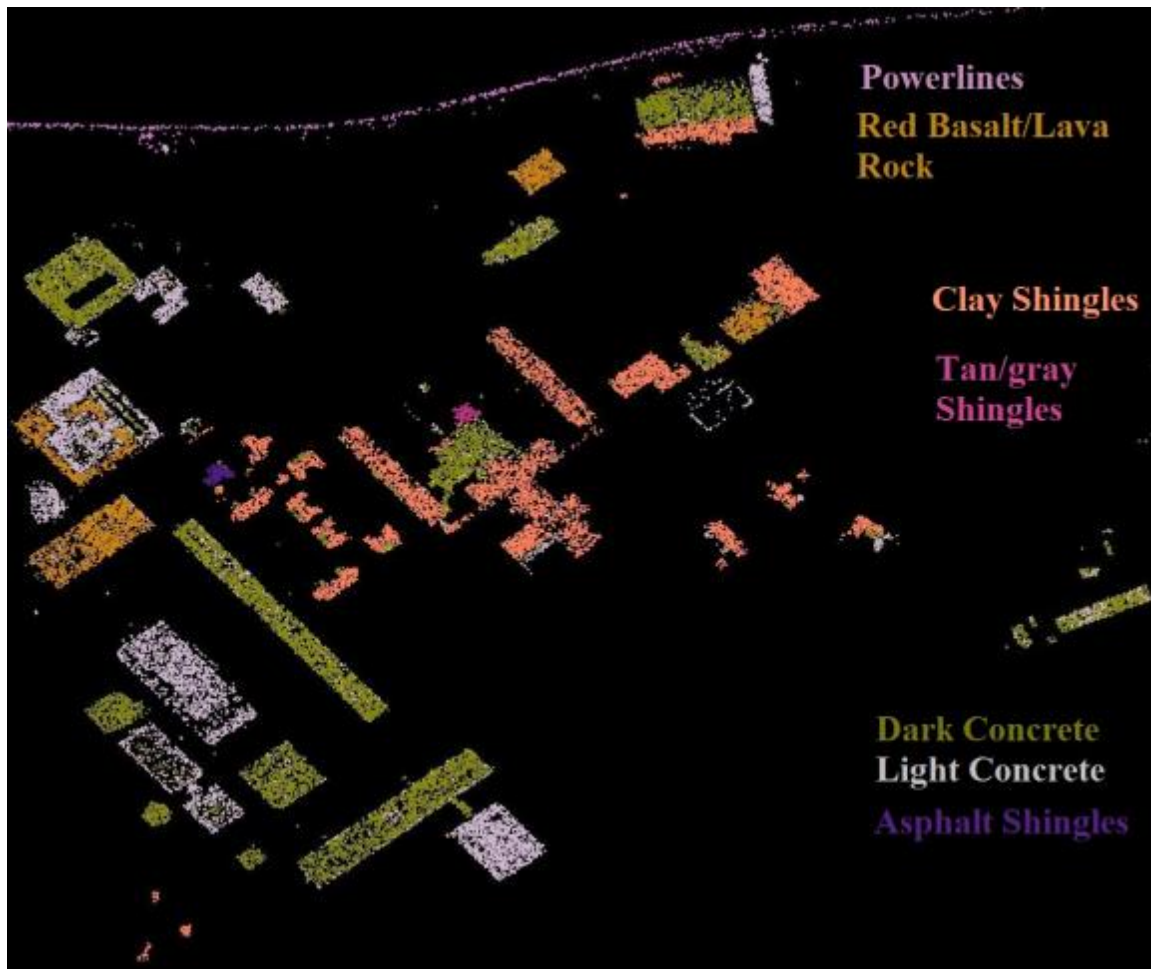 Powerlines
Red Basalt/Lava
Rock
Clay Shingles
Tan/gray
Shingles
Dark Concrete
Light Concrete
Asphalt Shingles